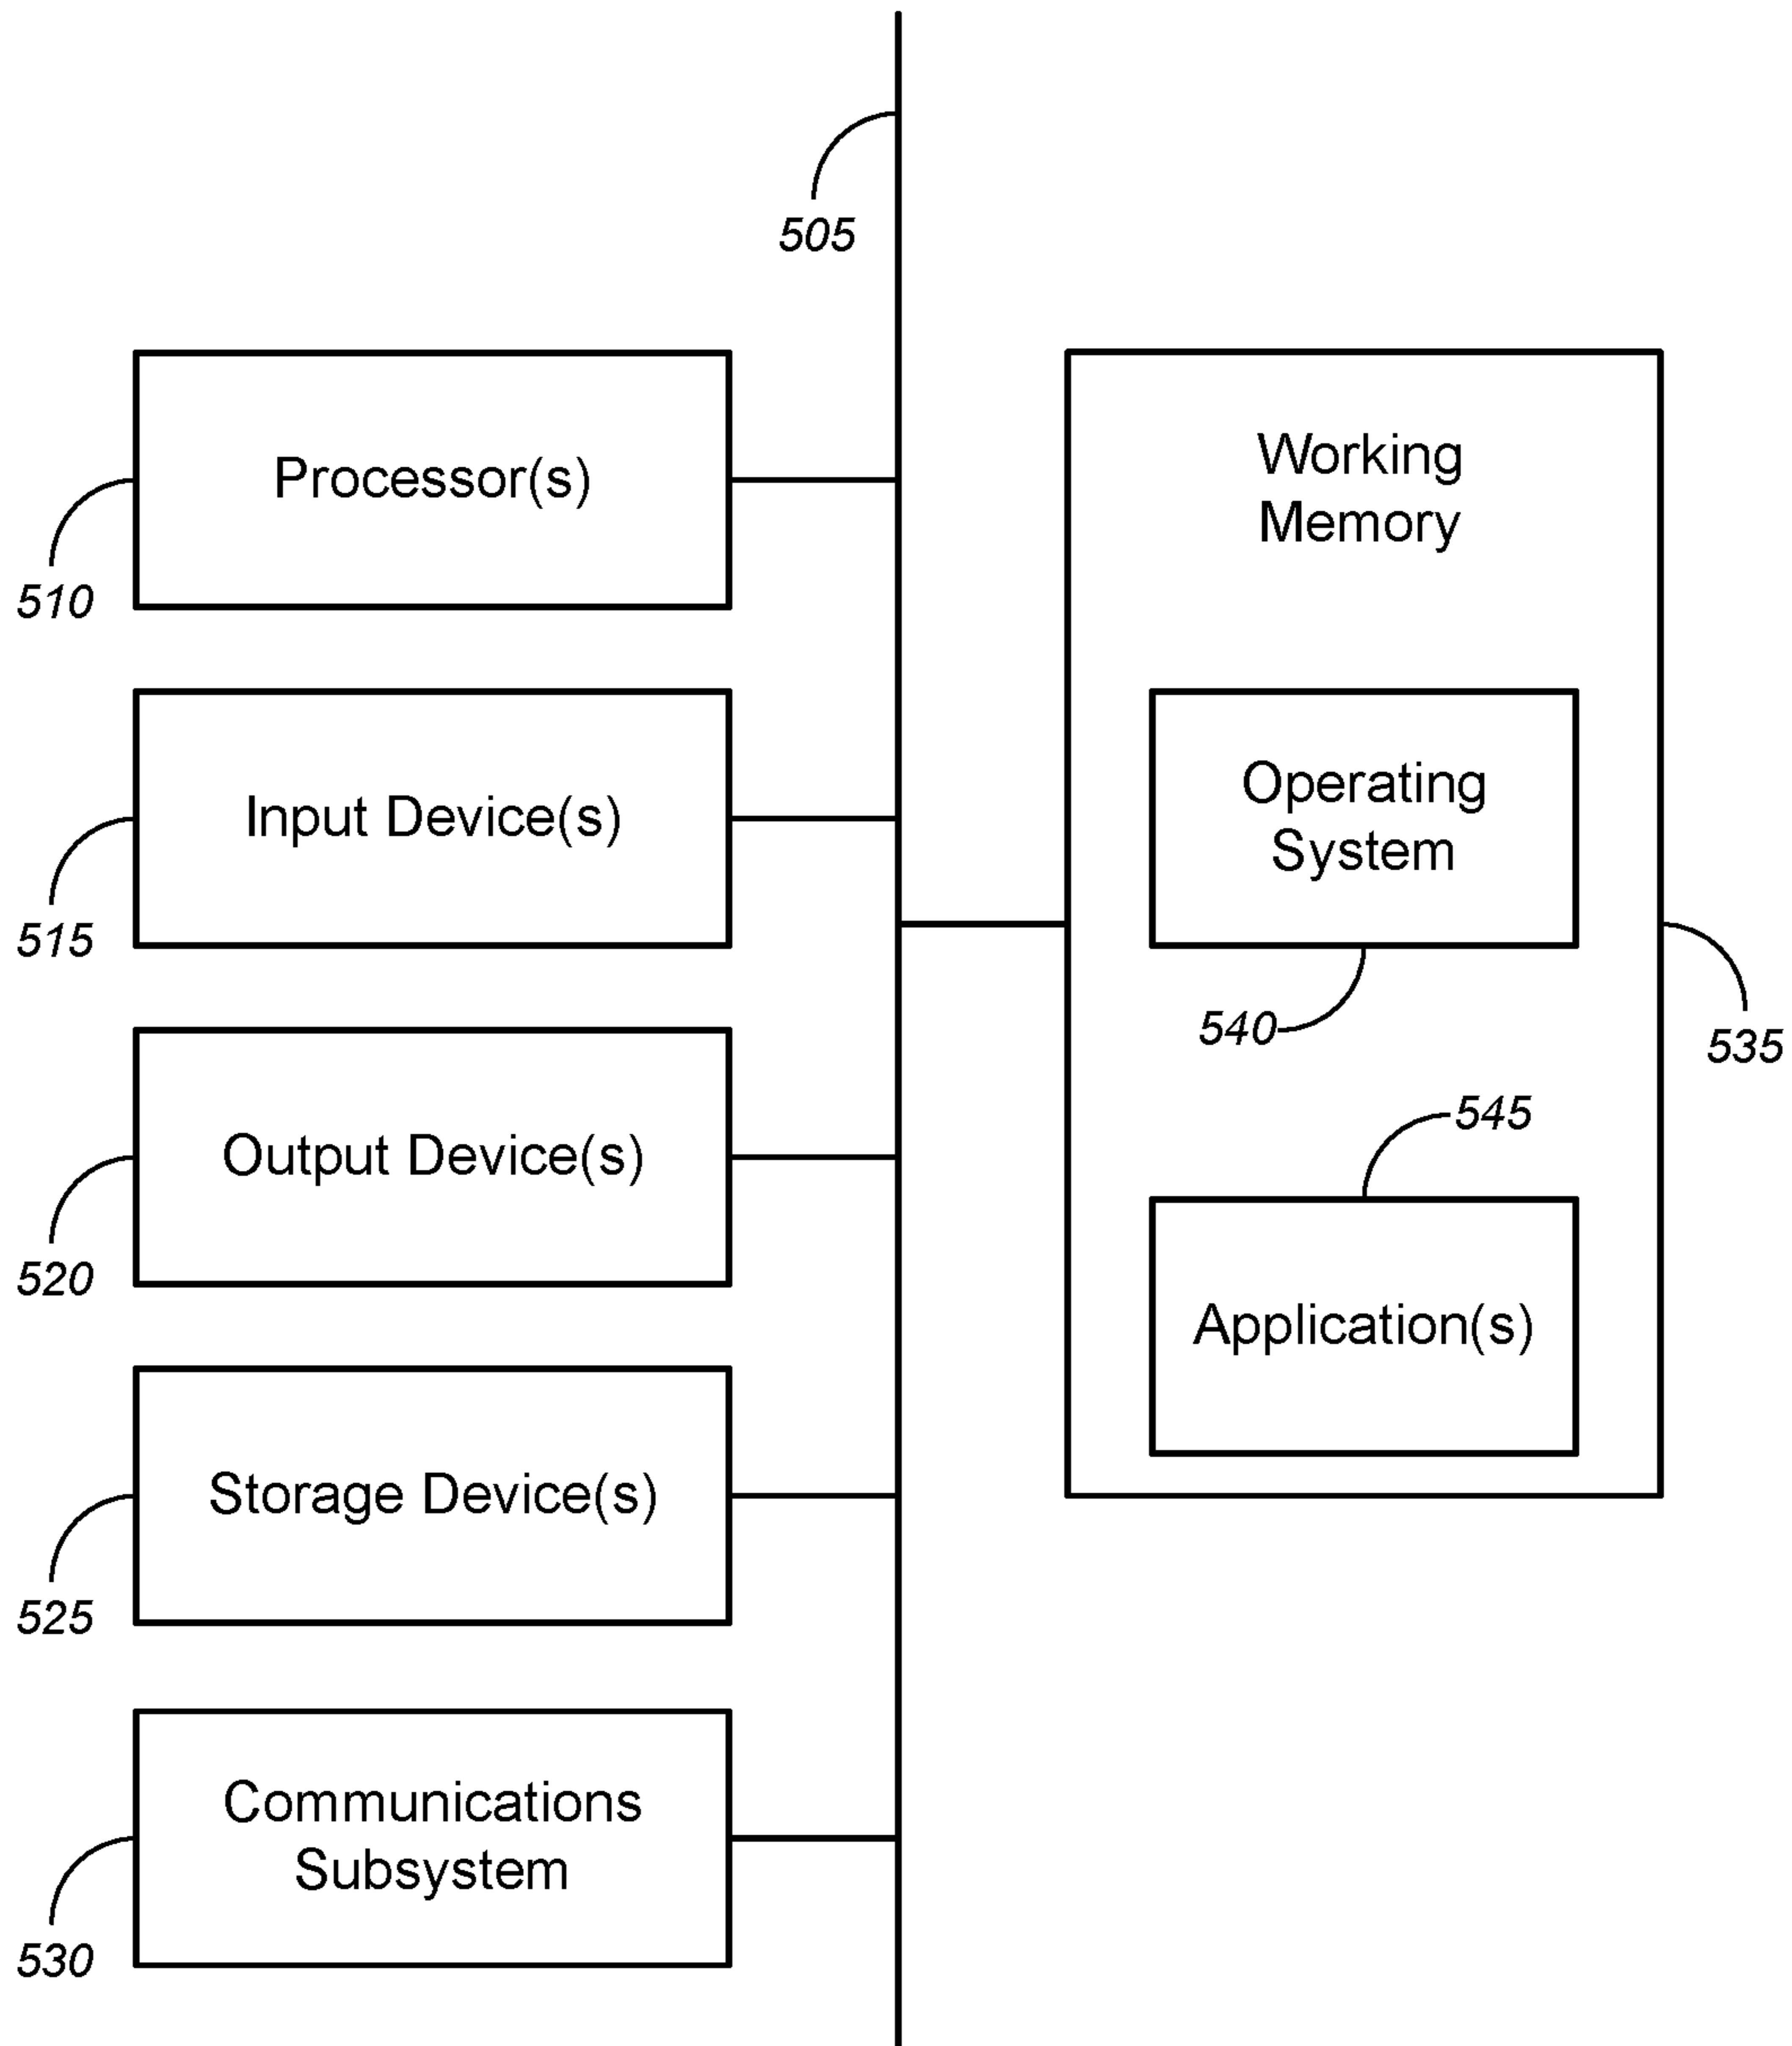 505
Processor(s)
510
Input Device(s)
515
Output Device(s)
520
Storage Device(s)
525
Communications
Subsystem
530
Working
Memory
Operating
System
540
535
545
Application(s)